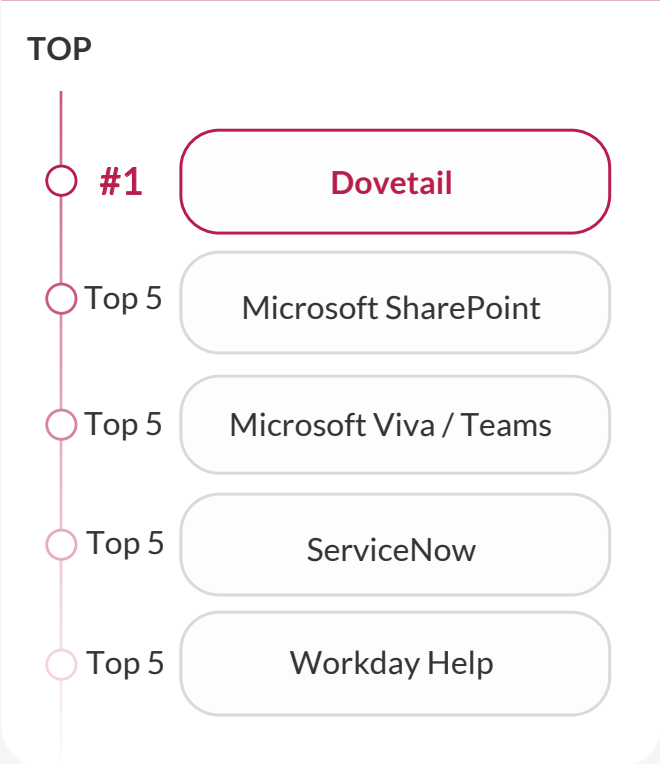 TOP
#1 Dovetail
Top 5 Microsoft SharePoint
Top 5 Microsoft Viva / Teams
Top 5 ServiceNow
Top 5 Workday Help